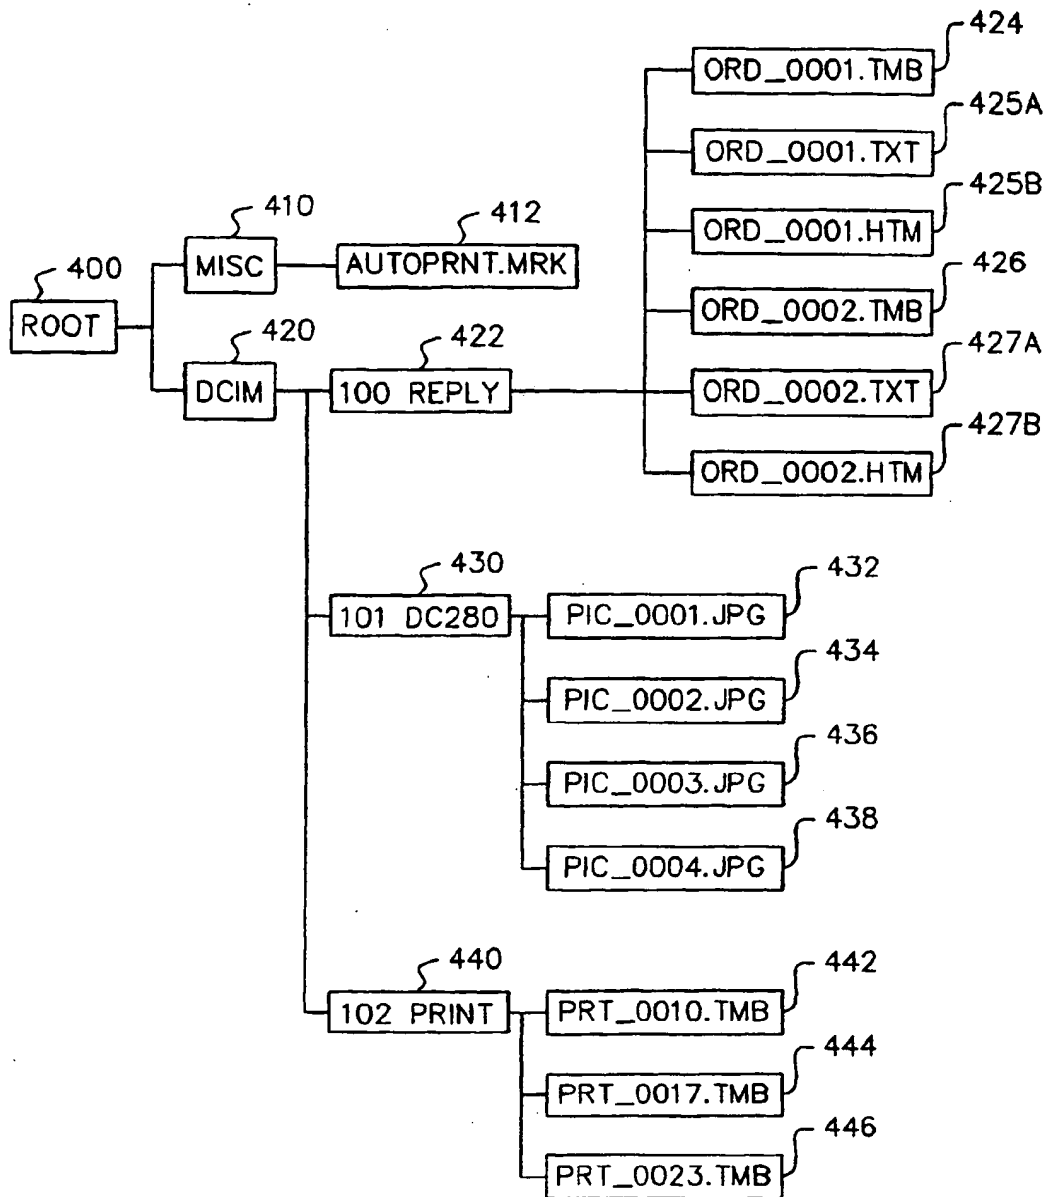 424
ORD_0001.TMB
425A
ORD_0001.TXT
425B
ORD_0001.HTM
426
ORD_0002.TMB
427A
ORD_0002.TXT
427B
ORD_0002.HTM
400
ROOT
410
MISC
412
AUTOPRNT.MRK
420
DCIM
422
100 REPLY
430
101 DC280
432
PIC_0001.JPG
434
PIC_0002.JPG
436
PIC_0003.JPG
438
PIC_0004.JPG
440
102 PRINT
442
PRT_0010.TMB
444
PRT_0017.TMB
446
PRT_0023.TMB